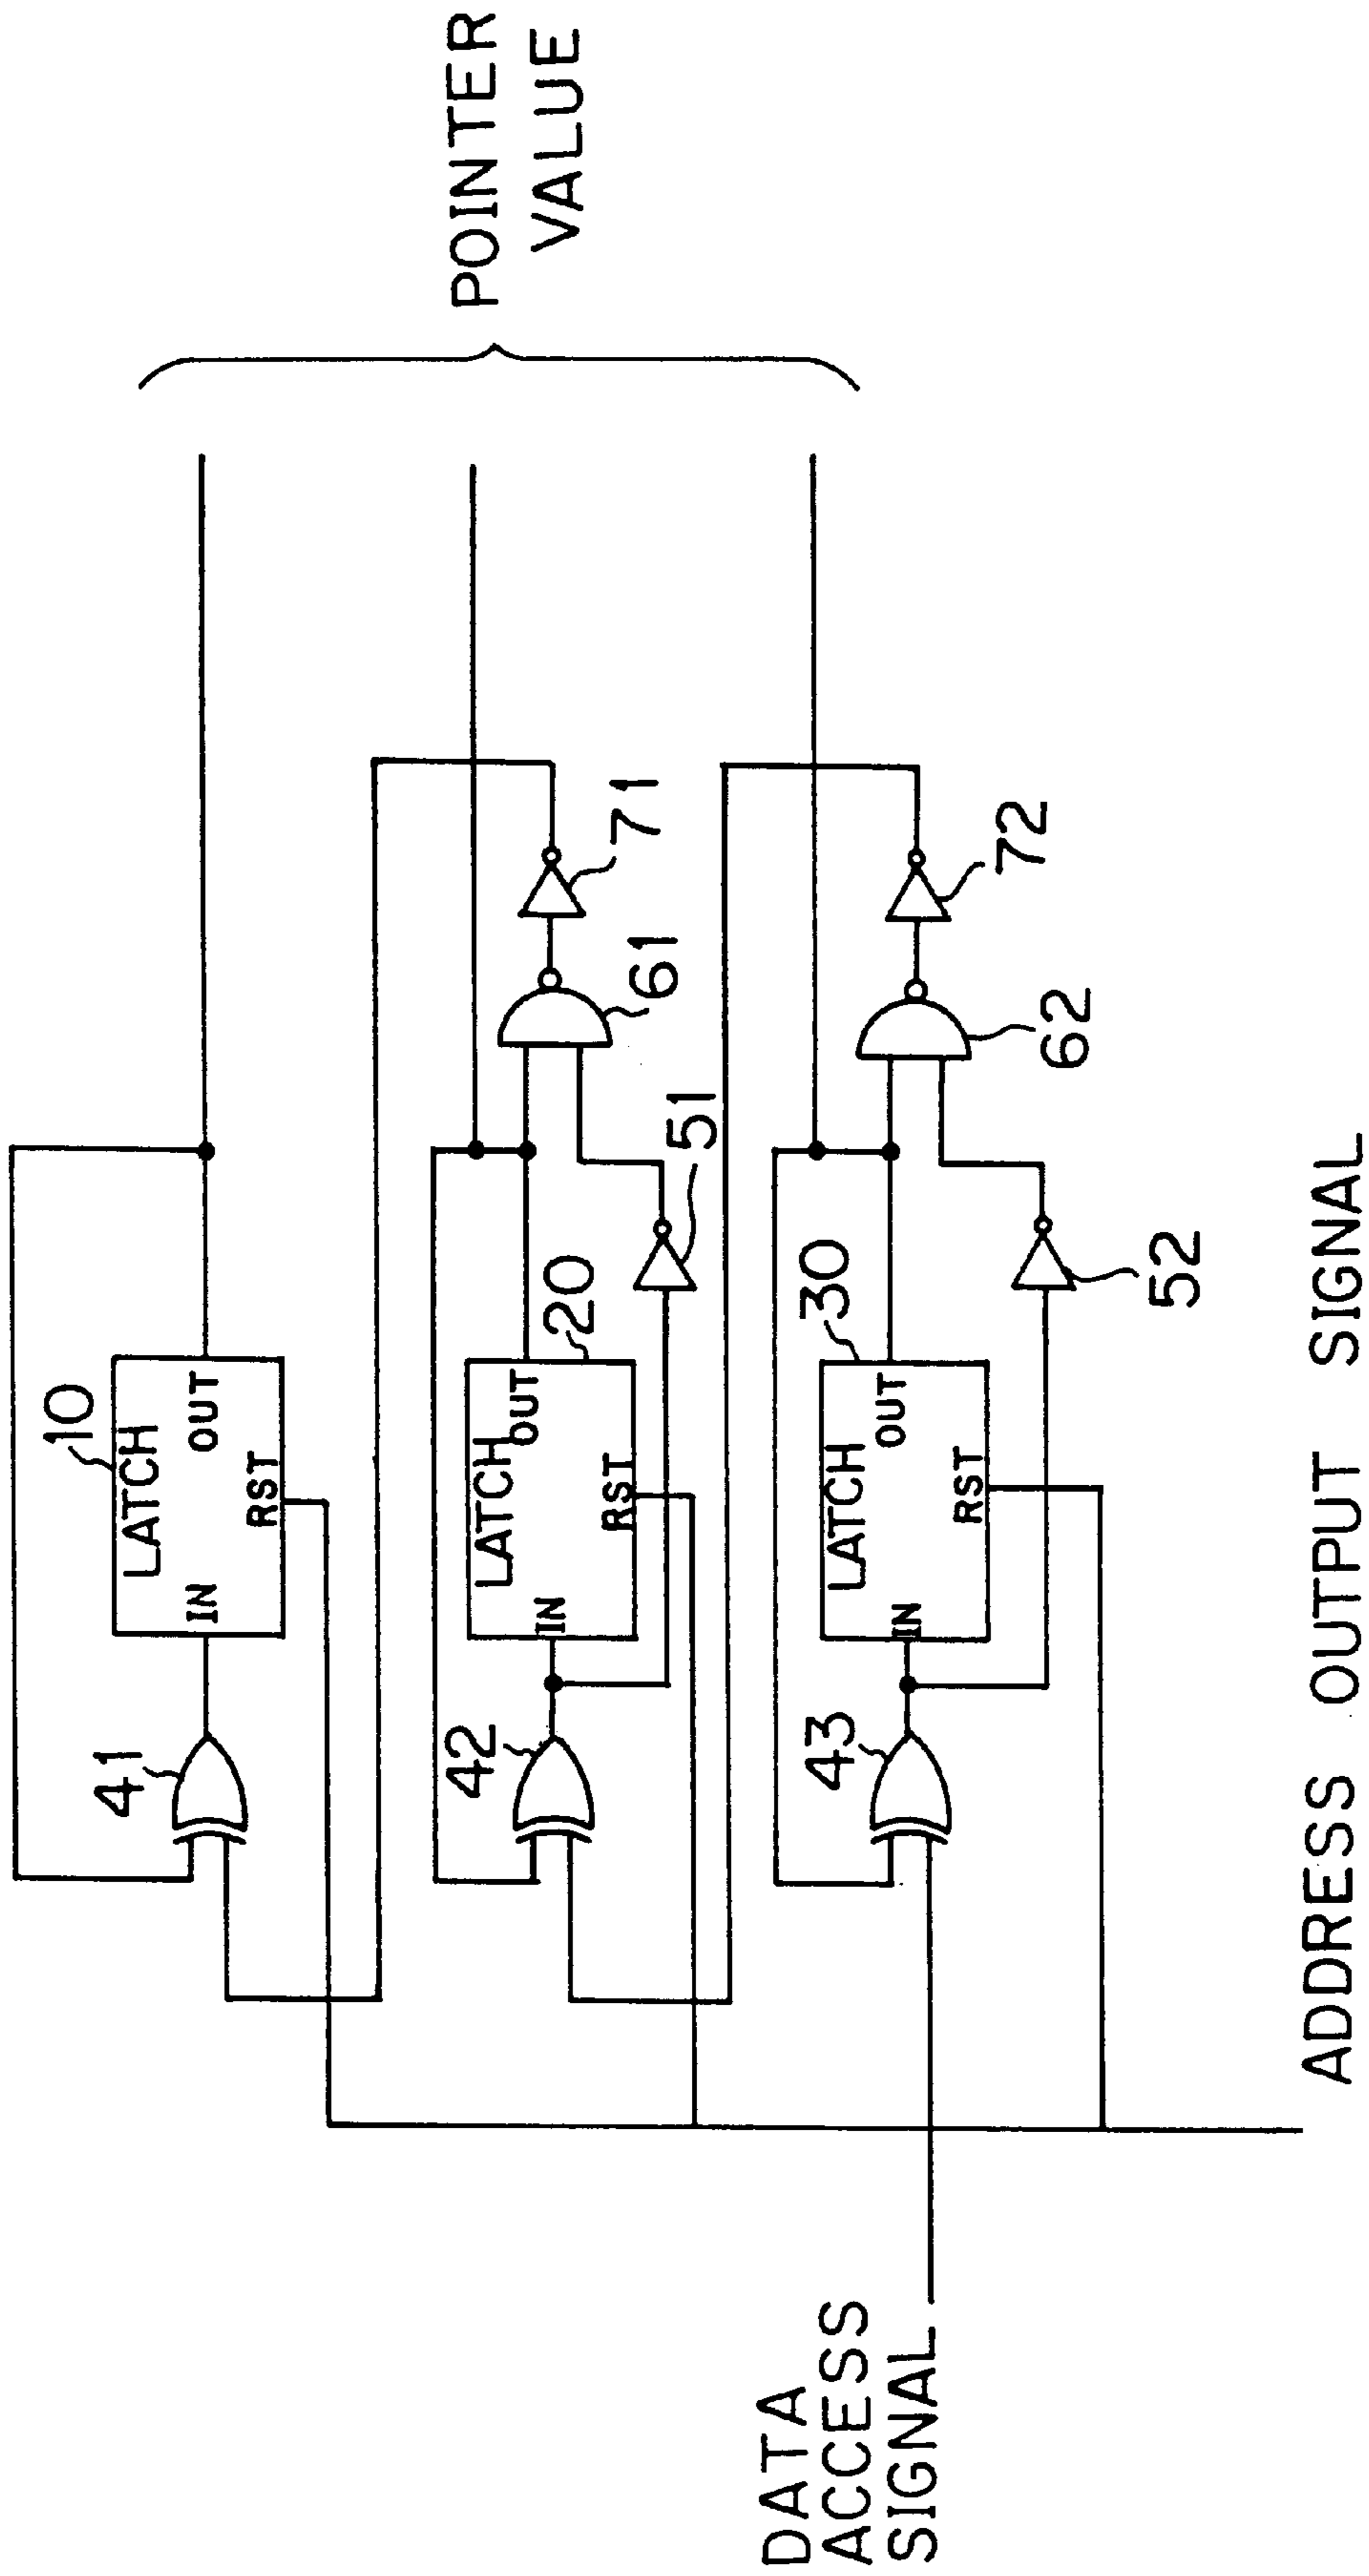 POINTER
VALUE
10
LATCH
IN
OUT
RST
41
71
61
51
20
LATCH
IN
OUT
RST
42
72
62
52
30
LATCH
IN
OUT
RST
43
DATA
ACCESS
SIGNAL
ADDRESS OUTPUT SIGNAL